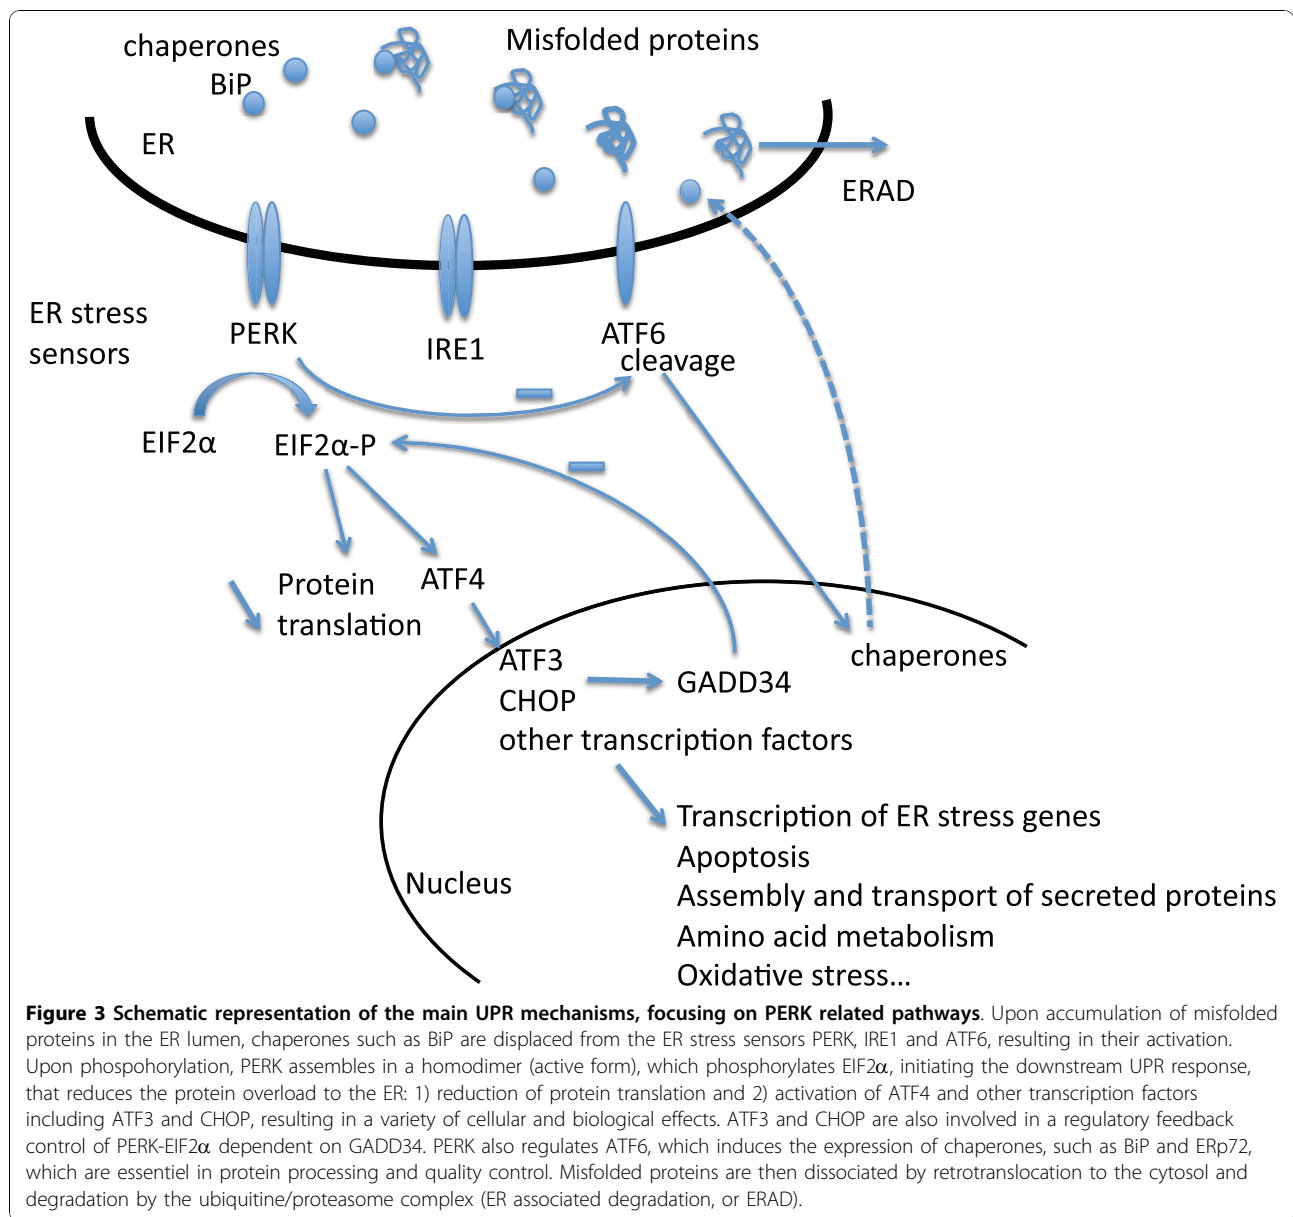 chaperones
BiP
Misfolded proteins
ER
ERAD
ER stress
sensors
PERK
IRE1
ATF6
cleavage
EIF2α
EIF2α-P
Protein
translation
ATF4
ATF3
CHOP
other transcription factors
GADD34
chaperones
Transcription of ER stress genes
Apoptosis
Assembly and transport of secreted proteins
Amino acid metabolism
Oxidative stress...
Nucleus
Figure 3 Schematic representation of the main UPR mechanisms, focusing on PERK related pathways. Upon accumulation of misfolded
proteins in the ER lumen, chaperones such as BiP are displaced from the ER stress sensors PERK, IRE1 and ATF6, resulting in their activation.
Upon phospohorylation, PERK assembles in a homodimer (active form), which phosphorylates EIF2α, initiating the downstream UPR response,
that reduces the protein overload to the ER: 1) reduction of protein translation and 2) activation of ATF4 and other transcription factors
including ATF3 and CHOP, resulting in a variety of cellular and biological effects. ATF3 and CHOP are also involved in a regulatory feedback
control of PERK-EIF2α dependent on GADD34. PERK also regulates ATF6, which induces the expression of chaperones, such as BiP and ERp72,
which are essentiel in protein processing and quality control. Misfolded proteins are then dissociated by retrotranslocation to the cytosol and
degradation by the ubiquitine/proteasome complex (ER associated degradation, or ERAD).